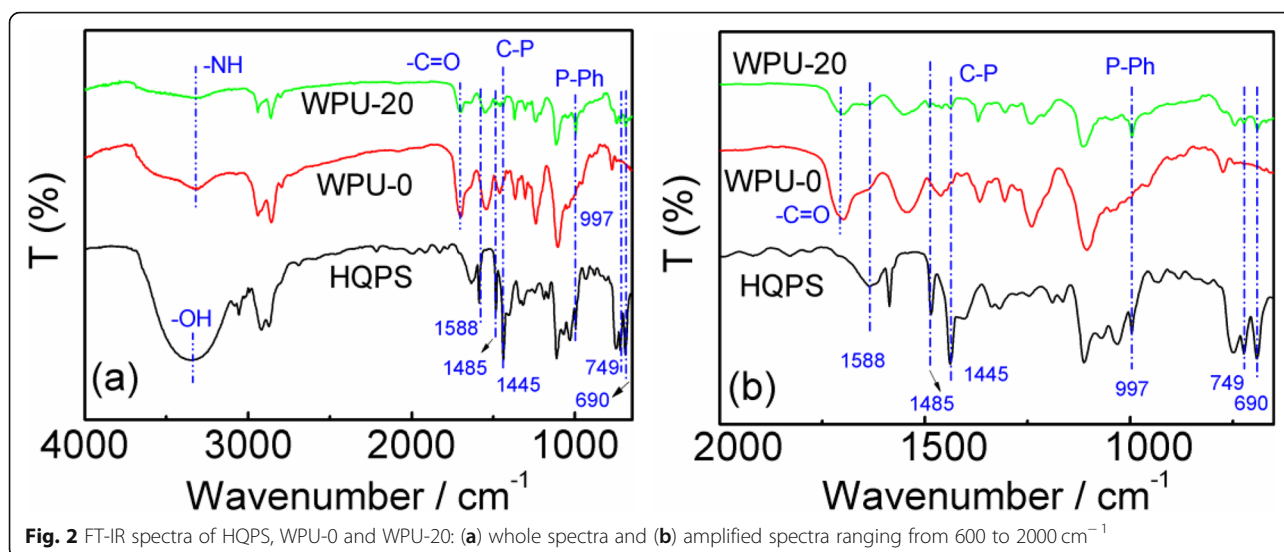 -NH
-C=O
C-P
P-Ph
WPU-20
WPU-0
HQPS
-OH
1588
1485
1445
997
749
690
(a)
T (%)
4000 3000 2000 1000
Wavenumber / cm⁻¹
WPU-20
C-P
P-Ph
WPU-0
-C=O
HQPS
1588
1485
1445
997
749
690
(b)
T (%)
2000 1500 1000
Wavenumber / cm⁻¹
Fig. 2 FT-IR spectra of HQPS, WPU-0 and WPU-20: (a) whole spectra and (b) amplified spectra ranging from 600 to 2000 cm⁻¹